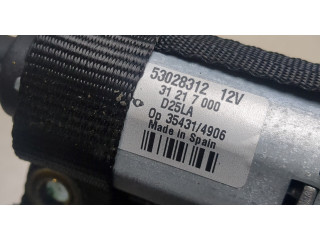 53028312 12V
31 21 7 000
D25LA
Op 35431/4906
Made in Spain